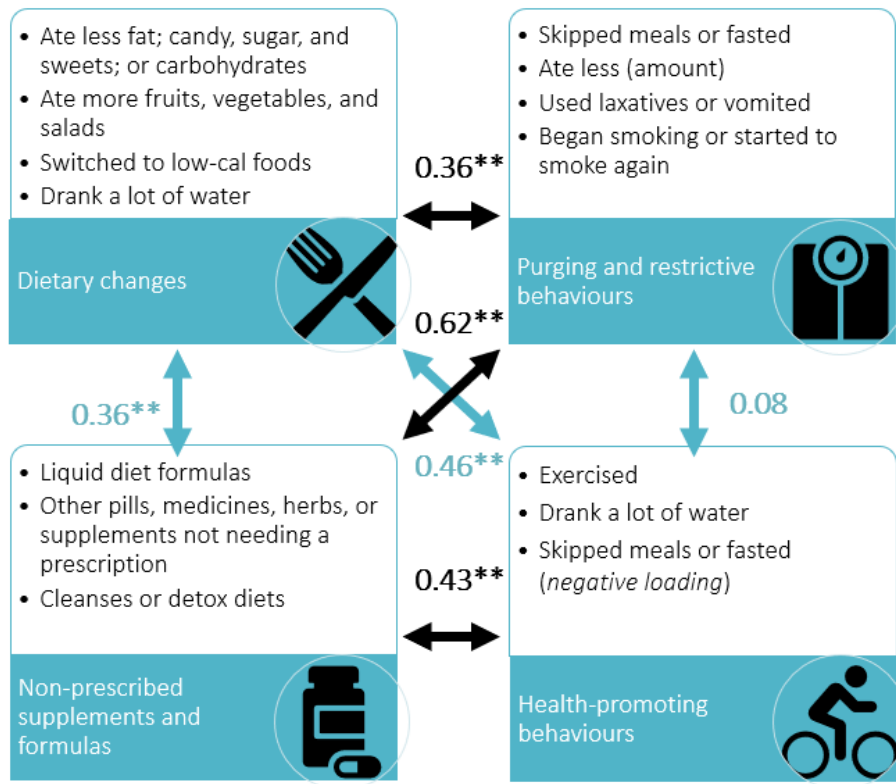 • Ate less fat; candy, sugar, and
sweets; or carbohydrates
• Ate more fruits, vegetables, and
salads
• Switched to low-cal foods
• Drank a lot of water
Dietary changes
0.36**
• Skipped meals or fasted
• Ate less (amount)
• Used laxatives or vomited
• Began smoking or started to
smoke again
Purging and restrictive
behaviours
0.62**
0.36**
0.08
0.46**
• Liquid diet formulas
• Other pills, medicines, herbs, or
supplements not needing a
prescription
• Cleanses or detox diets
Non-prescribed
supplements and
formulas
0.43**
• Exercised
• Drank a lot of water
• Skipped meals or fasted
(negative loading)
Health-promoting
behaviours